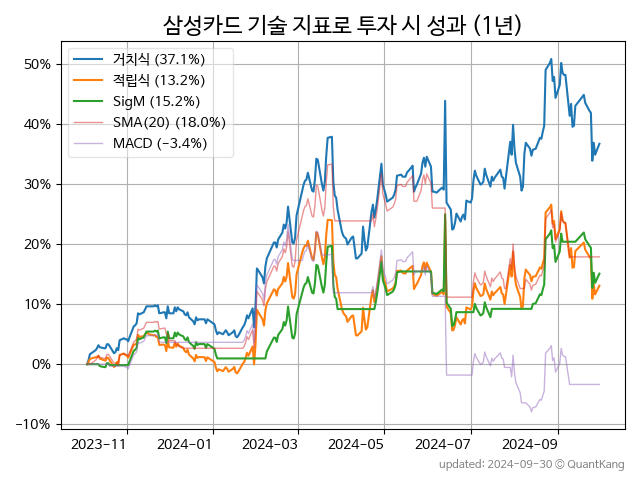 삼성카드 기술 지표로 투자 시 성과 (1년)
거치식 (37.1%)
적립식 (13.2%)
SigM (15.2%)
SMA(20) (18.0%)
MACD (−3.4%)
50%
40%
30%
20%
10%
0%
−10%
2023-11 2024-01 2024-03 2024-05 2024-07 2024-09
updated: 2024-09-30 © QuantKang